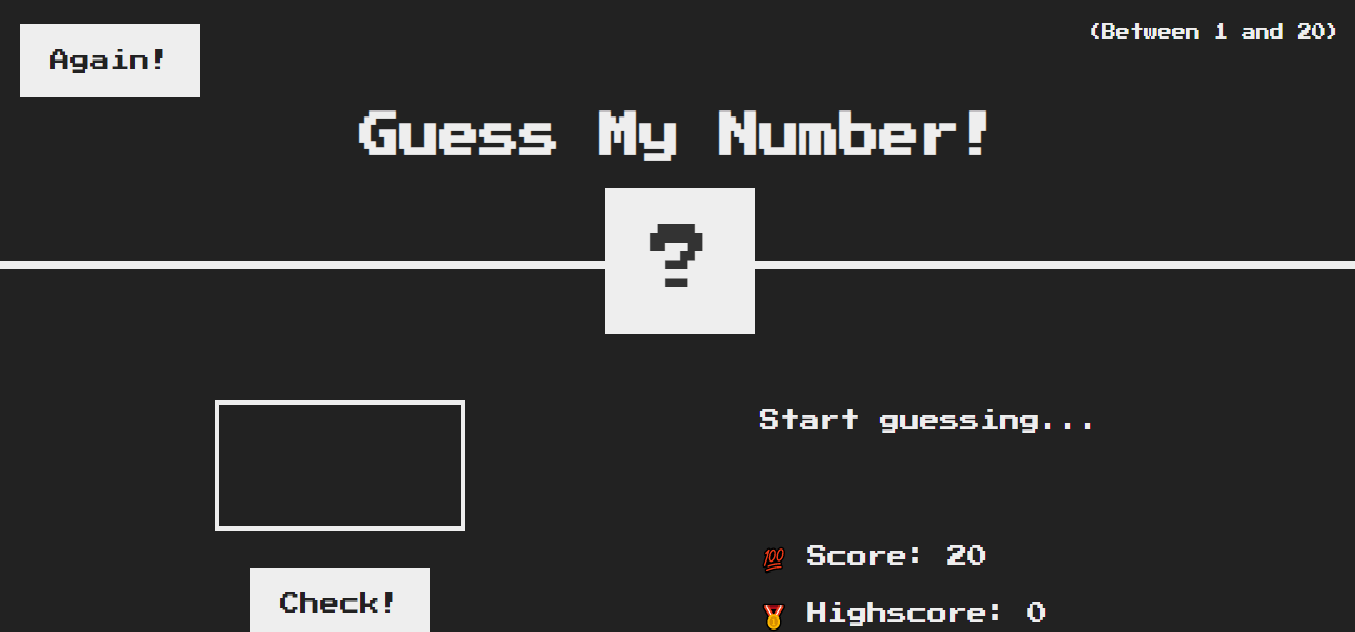 Again!
(Between 1 and 20)
Guess My Number!
?
Start guessing...
💯 Score: 20
Check!
🥇 Highscore: 0